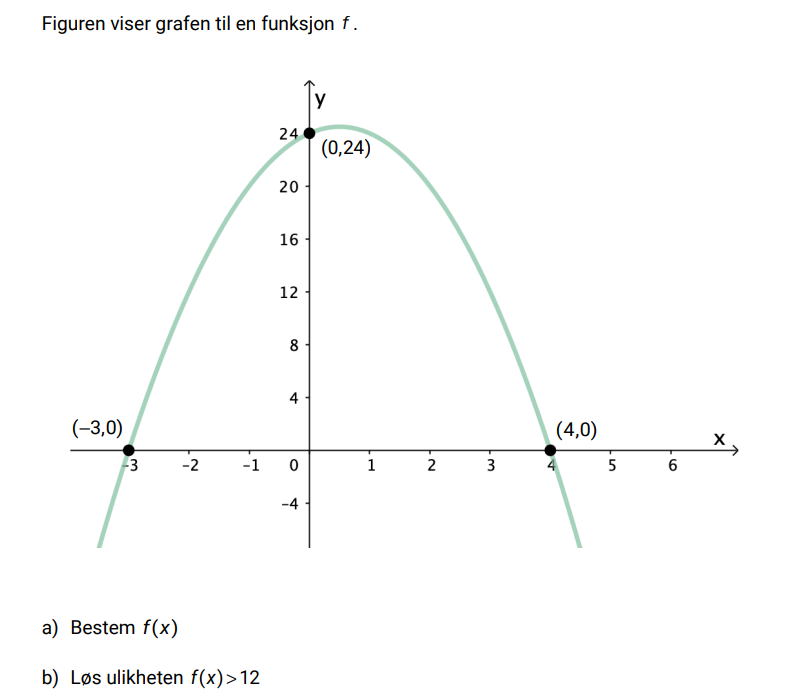 Figuren viser grafen til en funksjon f.
y
24
(0,24)
20
16
12
8
4
(–3,0)
(4,0)
x
-3 -2 -1 0 1 2 3 4 5 6
-4
a) Bestem f(x)
b) Løs ulikheten f(x)>12